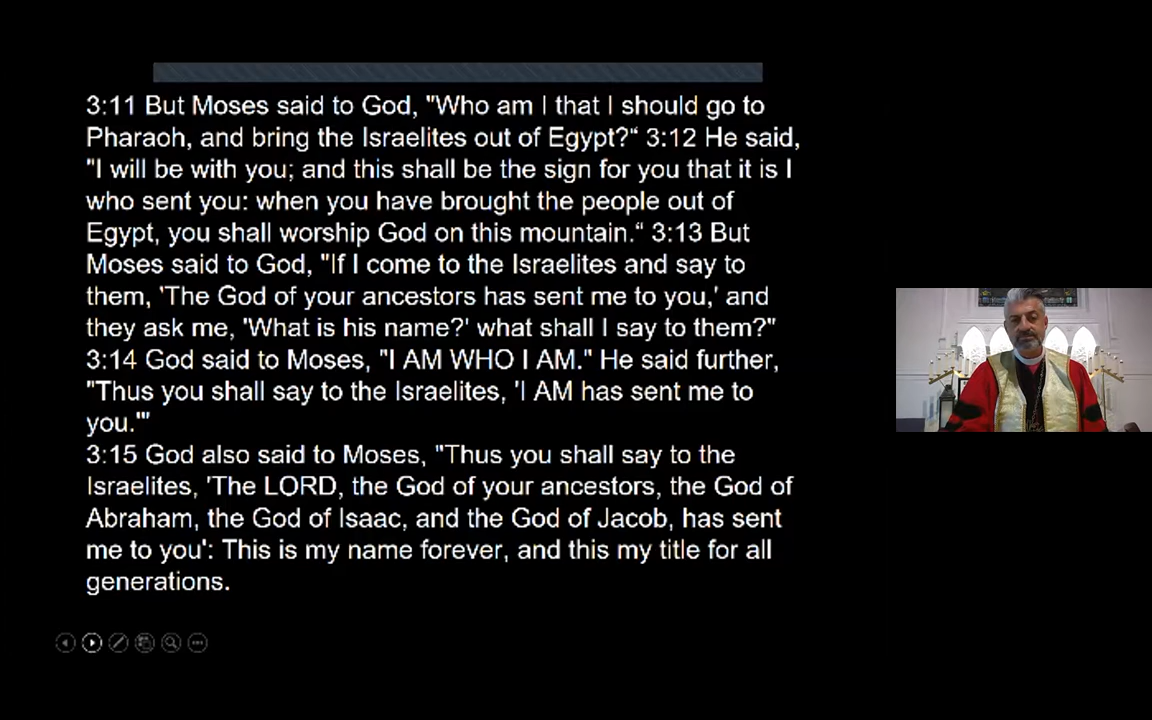 3:11 But Moses said to God, "Who am I that I should go to
Pharaoh, and bring the Israelites out of Egypt?“ 3:12 He said,
"I will be with you; and this shall be the sign for you that it is I
who sent you: when you have brought the people out of
Egypt, you shall worship God on this mountain.“ 3:13 But
Moses said to God, "If I come to the Israelites and say to
them, 'The God of your ancestors has sent me to you,' and
they ask me, 'What is his name?' what shall I say to them?"
3:14 God said to Moses, "I AM WHO I AM." He said further,
"Thus you shall say to the Israelites, 'I AM has sent me to
you.'"
3:15 God also said to Moses, "Thus you shall say to the
Israelites, 'The LORD, the God of your ancestors, the God of
Abraham, the God of Isaac, and the God of Jacob, has sent
me to you': This is my name forever, and this my title for all
generations.